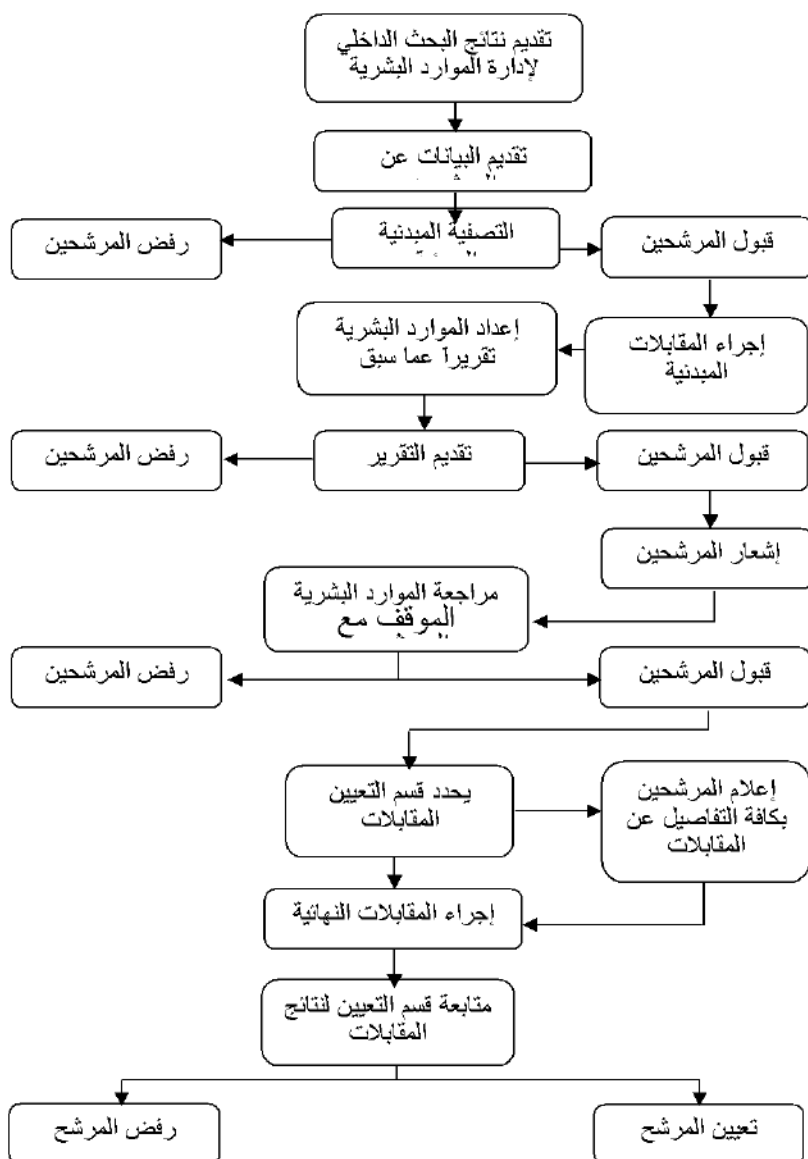 تقديم نتائج البحث الداخلي
لإدارة الموارد البشرية
تقديم البيانات عن
التصفية المبدئية
قبول المرشحين
رفض المرشحين
إجراء المقابلات
المبدئية
إعداد الموارد البشرية
تقريراً عما سبق
تقديم التقرير
قبول المرشحين
رفض المرشحين
إشعار المرشحين
مراجعة الموارد البشرية
الموقف مع
قبول المرشحين
رفض المرشحين
يحدد قسم التعيين
المقابلات
إعلام المرشحين
بكافة التفاصيل عن
المقابلات
إجراء المقابلات النهائية
متابعة قسم التعيين لنتائج
المقابلات
تعيين المرشح
رفض المرشح